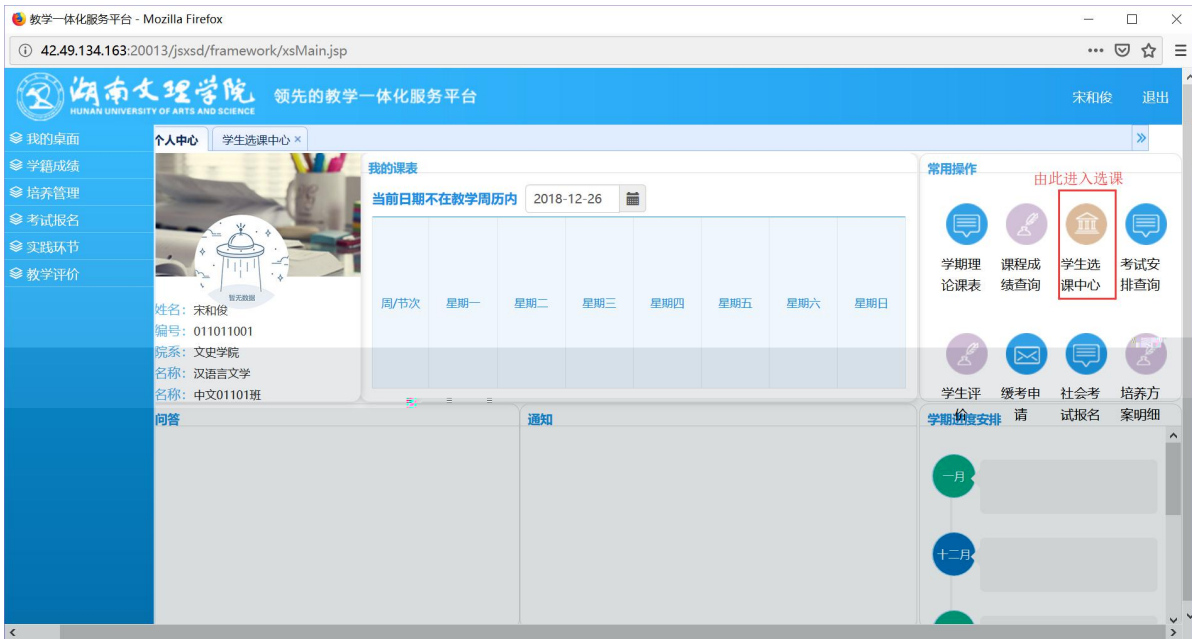 教学一体化服务平台 - Mozilla Firefox
42.49.134.163:20013/jsxsd/framework/xsMain.jsp
湖南文理学院
HUNAN UNIVERSITY OF ARTS AND SCIENCE
领先的教学一体化服务平台
宋和俊 退出
我的桌面
学籍成绩
培养管理
考试报名
实践环节
教学评价
个人中心 学生选课中心 ×
暂无数据
姓名：宋和俊
编号：011011001
院系：文史学院
名称：汉语言文学
名称：中文01101班
我的课表
当前日期不在教学周历内 2018-12-26
周/节次 星期一 星期二 星期三 星期四 星期五 星期六 星期日
常用操作
由此进入选课
学期理论课表
课程成绩查询
学生选课中心
考试安排查询
学生评价
缓考申请
社会考试报名
培养方案明细
问答
通知
学期进度安排
一月
十二月